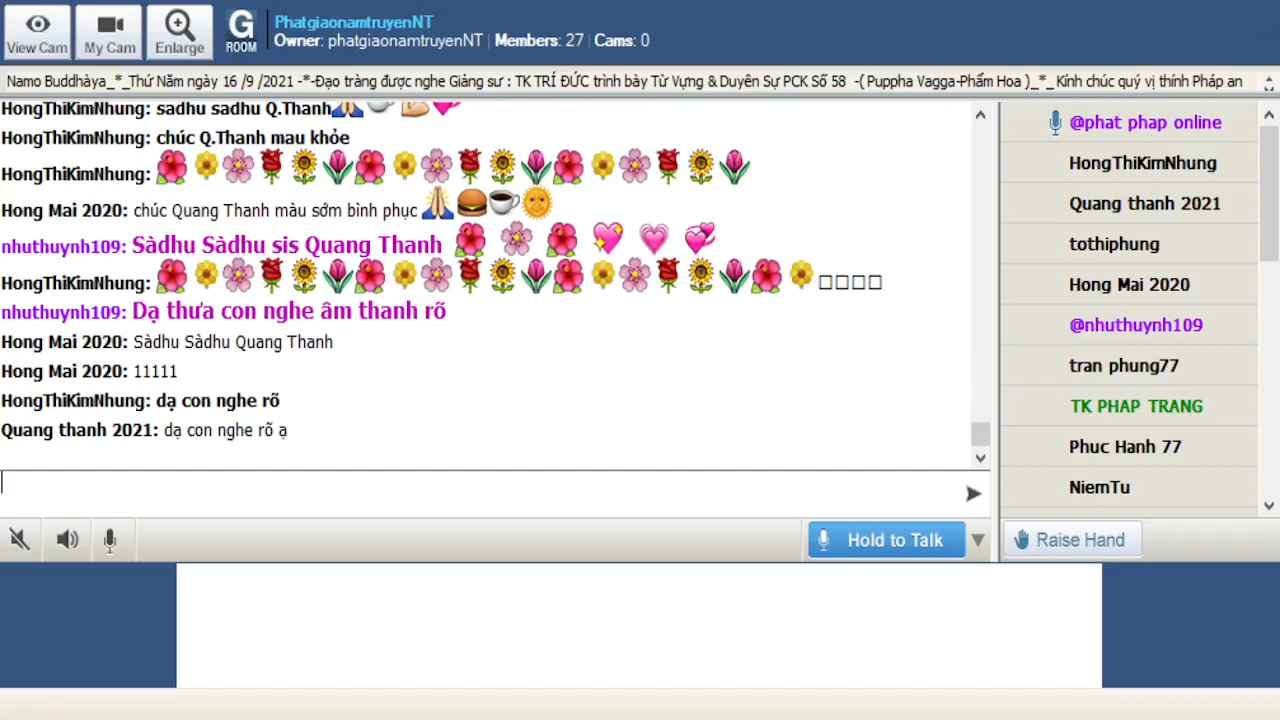 View Cam
My Cam
Enlarge
G
ROOM
PhatgiaonamtruyenNT
Owner: phatgiaonamtruyenNT | Members: 27 | Cams: 0
Namo Buddhàya_*_Thứ Năm ngày 16 /9 /2021 -*-Đạo tràng được nghe Giảng sư : TK TRÍ ĐỨC trình bày Từ Vựng & Duyên Sự PCK Số 58 -( Puppha Vagga-Phẩm Hoa )_*_ Kính chúc quý vị thính Pháp an
HongThiKimNhung: sadhu sadhu Q.Thanh🙏☕💪💕
HongThiKimNhung: chúc Q.Thanh mau khỏe
HongThiKimNhung:
Hong Mai 2020: chúc Quang Thanh màu sớm bình phục
nhuthuynh109: Sàdhu Sàdhu sis Quang Thanh
HongThiKimNhung:
nhuthuynh109: Dạ thưa con nghe âm thanh rõ
Hong Mai 2020: Sàdhu Sàdhu Quang Thanh
Hong Mai 2020: 11111
HongThiKimNhung: dạ con nghe rõ
Quang thanh 2021: dạ con nghe rõ ạ
@phat phap online
HongThiKimNhung
Quang thanh 2021
tothiphung
Hong Mai 2020
@nhuthuynh109
tran phung77
TK PHAP TRANG
Phuc Hanh 77
NiemTu
Hold to Talk
Raise Hand